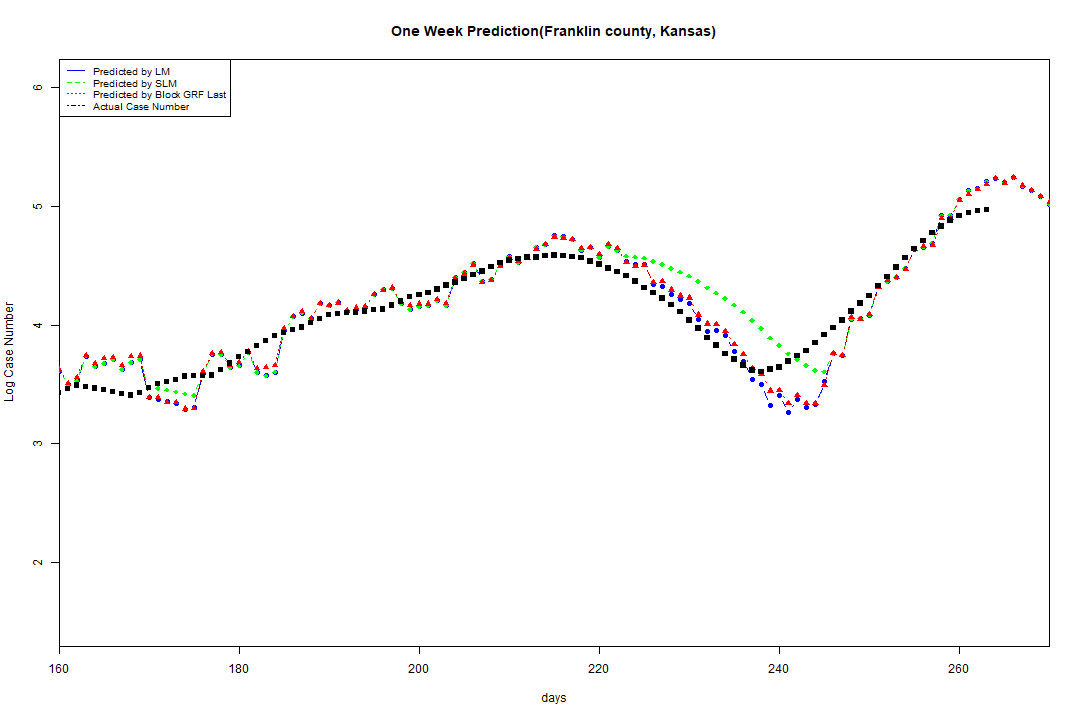 One Week Prediction(Franklin county, Kansas)
Predicted by LM
Predicted by SLM
Predicted by Block GRF Last
Actual Case Number
6
5
4
3
2
Log Case Number
160 180 200 220 240 260
days